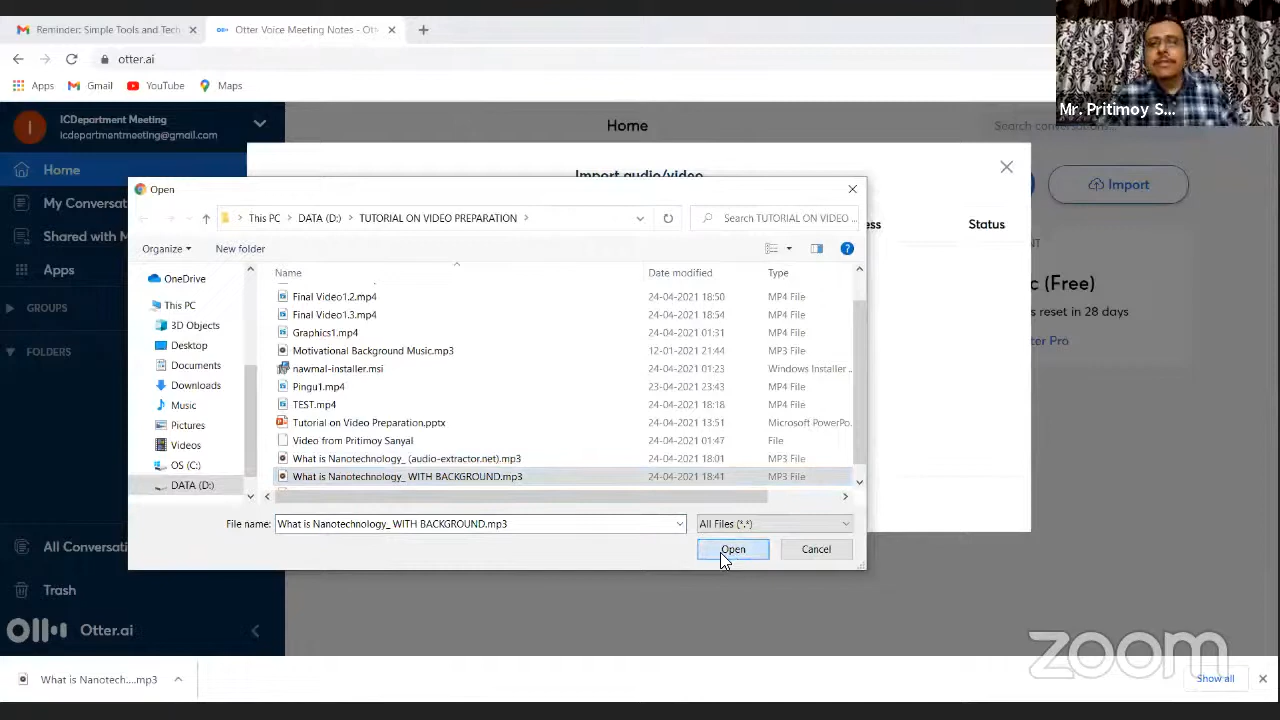 Reminder: Simple Tools and Tech
Otter Voice Meeting Notes - Ott
otter.ai
Apps
Gmail
YouTube
Maps
Mr. Pritimoy S...
ICDepartment Meeting
icdepartmentmeeting@gmail.com
Home
Search conversations...
Home
My Conversat
Shared with M
Apps
GROUPS
FOLDERS
All Conversati
Trash
Otter.ai
Import audio/video
Import
ess
Status
NT
c (Free)
s reset in 28 days
ter Pro
Open
This PC
DATA (D:)
TUTORIAL ON VIDEO PREPARATION
Search TUTORIAL ON VIDEO ...
Organize
New folder
OneDrive
This PC
3D Objects
Desktop
Documents
Downloads
Music
Pictures
Videos
OS (C:)
DATA (D:)
Name Date modified Type
Final Video1.2.mp4 24-04-2021 18:50 MP4 File
Final Video1.3.mp4 24-04-2021 18:54 MP4 File
Graphics1.mp4 24-04-2021 01:31 MP4 File
Motivational Background Music.mp3 12-01-2021 21:44 MP3 File
nawmal-installer.msi 24-04-2021 01:23 Windows Installer ..
Pingu1.mp4 23-04-2021 23:43 MP4 File
TEST.mp4 24-04-2021 18:18 MP4 File
Tutorial on Video Preparation.pptx 24-04-2021 13:51 Microsoft PowerPo..
Video from Pritimoy Sanyal 24-04-2021 01:47 File
What is Nanotechnology_ (audio-extractor.net).mp3 24-04-2021 18:01 MP3 File
What is Nanotechnology_ WITH BACKGROUND.mp3 24-04-2021 18:41 MP3 File
File name: What is Nanotechnology_ WITH BACKGROUND.mp3
All Files (*.*)
Open
Cancel
zoom
What is Nanotech....mp3
Show all